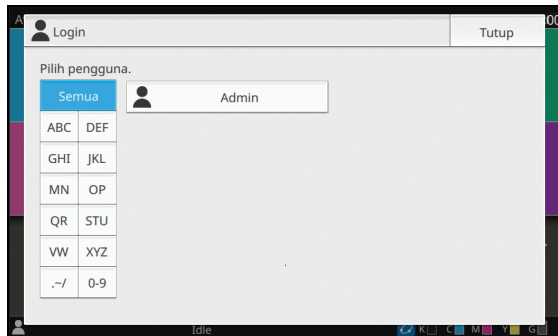 Login
Tutup
Pilih pengguna.
Semua
Admin
ABC DEF
GHI JKL
MN OP
QR STU
VW XYZ
.~/ 0-9
Idle
K C M Y G